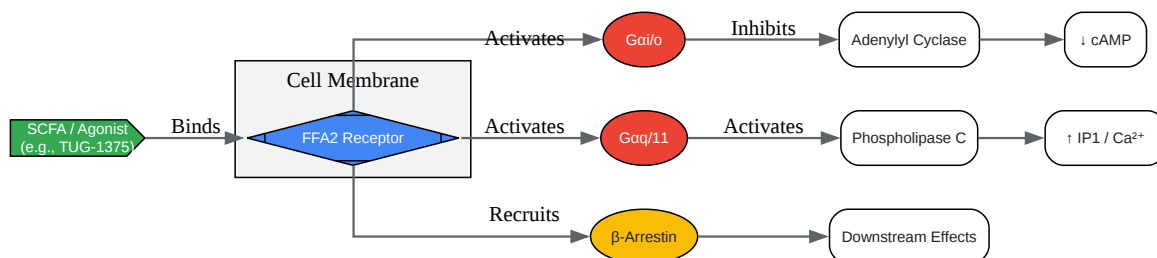 Activates
Gαi/o
Inhibits
Adenylyl Cyclase
↓ cAMP
Cell Membrane
SCFA / Agonist
(e.g., TUG-1375)
Binds
FFA2 Receptor
Activates
Gαq/11
Activates
Phospholipase C
↑ IP1 / Ca²⁺
Recruits
β-Arrestin
Downstream Effects